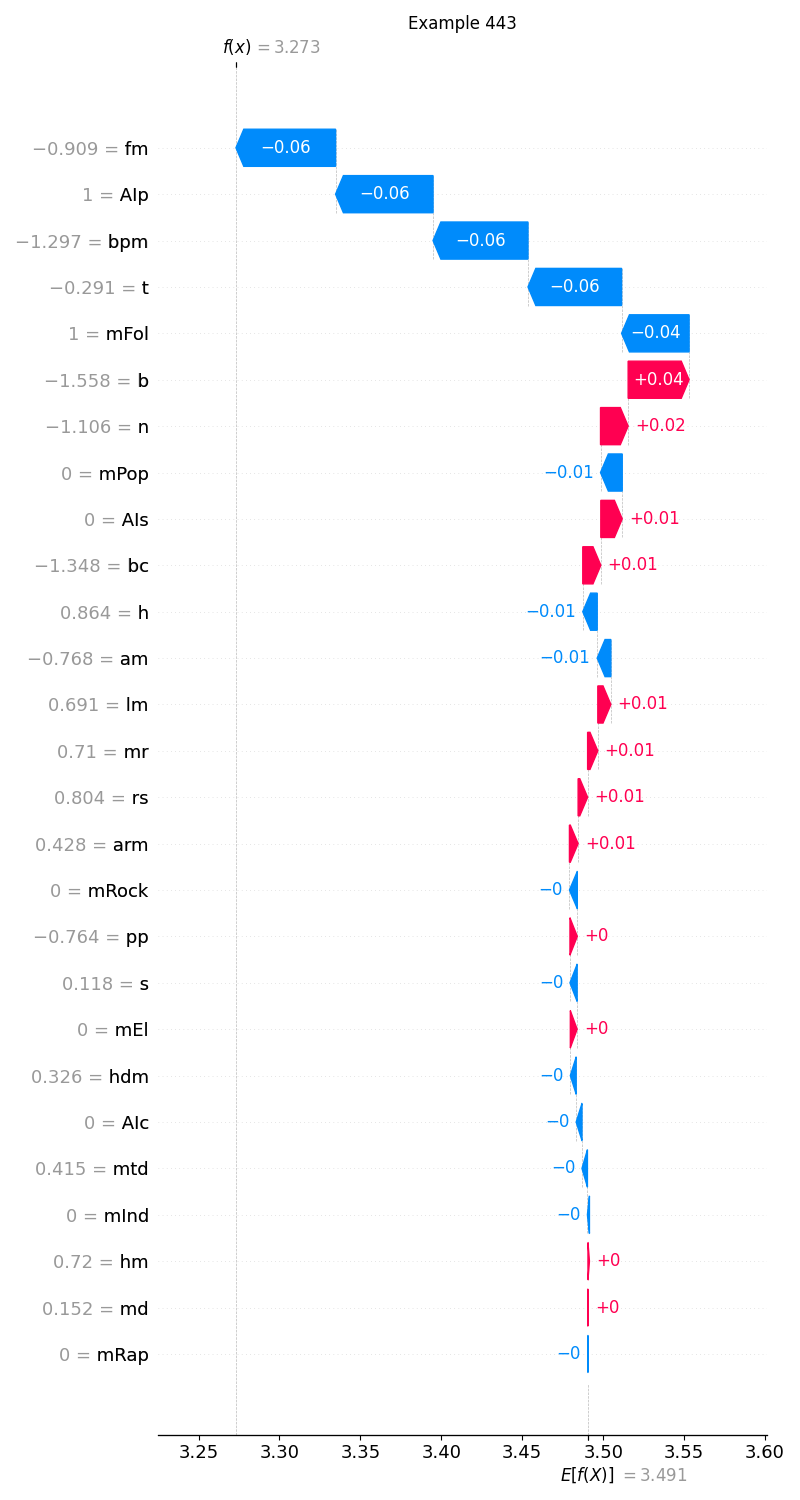 Example 443
f(x) = 3.273
−0.909 = fm −0.06
1 = AIp −0.06
−1.297 = bpm −0.06
−0.291 = t −0.06
1 = mFol −0.04
−1.558 = b +0.04
−1.106 = n +0.02
0 = mPop −0.01
0 = AIs +0.01
−1.348 = bc +0.01
0.864 = h −0.01
−0.768 = am −0.01
0.691 = lm +0.01
0.71 = mr +0.01
0.804 = rs +0.01
0.428 = arm +0.01
0 = mRock −0
−0.764 = pp +0
0.118 = s −0
0 = mEl +0
0.326 = hdm −0
0 = AIc −0
0.415 = mtd −0
0 = mInd −0
0.72 = hm +0
0.152 = md +0
0 = mRap −0
3.25 3.30 3.35 3.40 3.45 3.50 3.55 3.60
E[f(X)] = 3.491